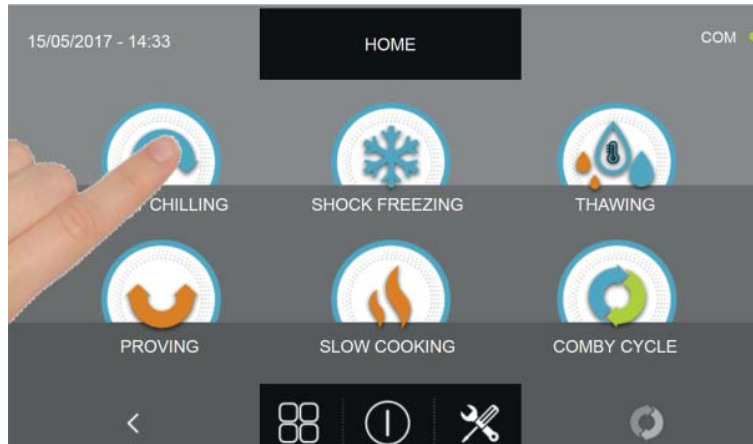 15/05/2017 - 14:33
HOME
COM
CHILLING
SHOCK FREEZING
THAWING
PROVING
SLOW COOKING
COMBY CYCLE